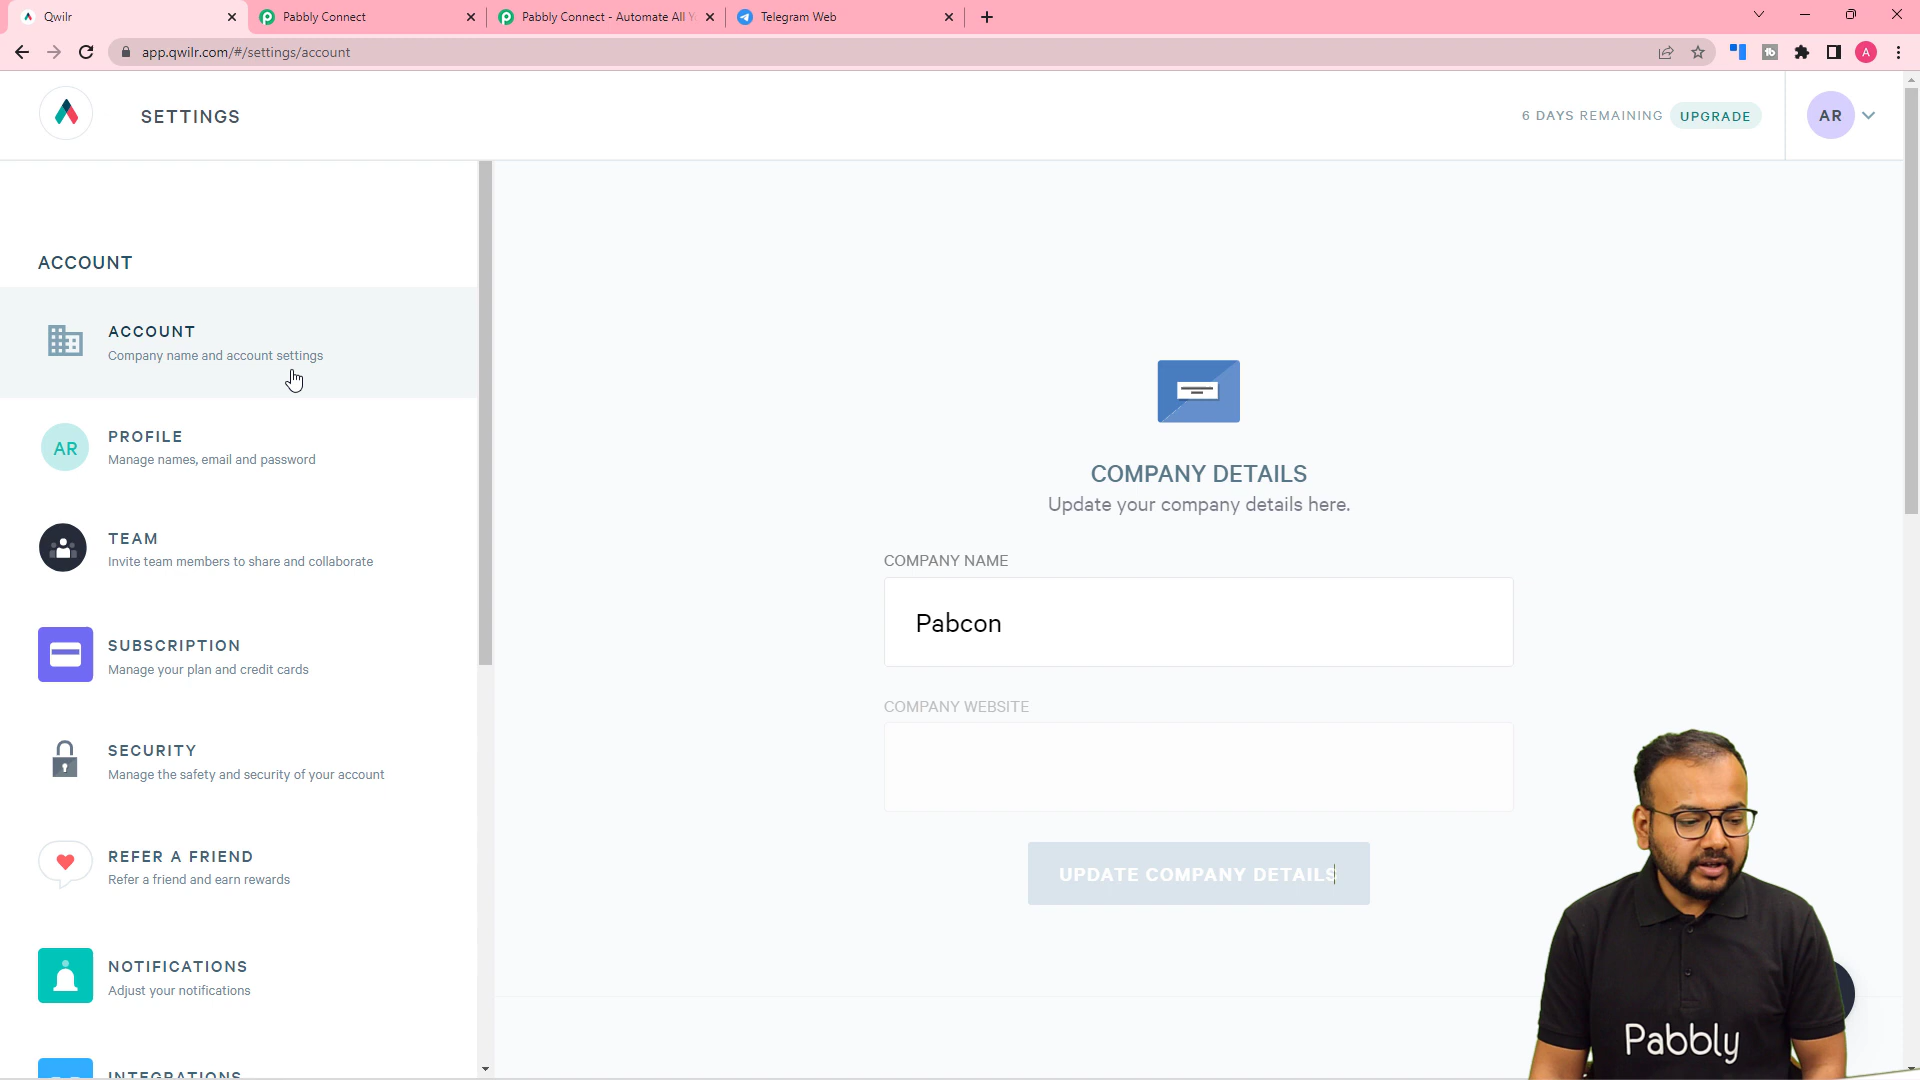 Qwilr
Pabbly Connect
Pabbly Connect - Automate All Y
Telegram Web
app.qwilr.com/#/settings/account
A
SETTINGS
6 DAYS REMAINING
UPGRADE
AR
ACCOUNT
ACCOUNT
Company name and account settings
AR
PROFILE
Manage names, email and password
TEAM
Invite team members to share and collaborate
SUBSCRIPTION
Manage your plan and credit cards
SECURITY
Manage the safety and security of your account
REFER A FRIEND
Refer a friend and earn rewards
NOTIFICATIONS
Adjust your notifications
INTEGRATIONS
COMPANY DETAILS
Update your company details here.
COMPANY NAME
Pabcon
COMPANY WEBSITE
UPDATE COMPANY DETAILS
Pabbly